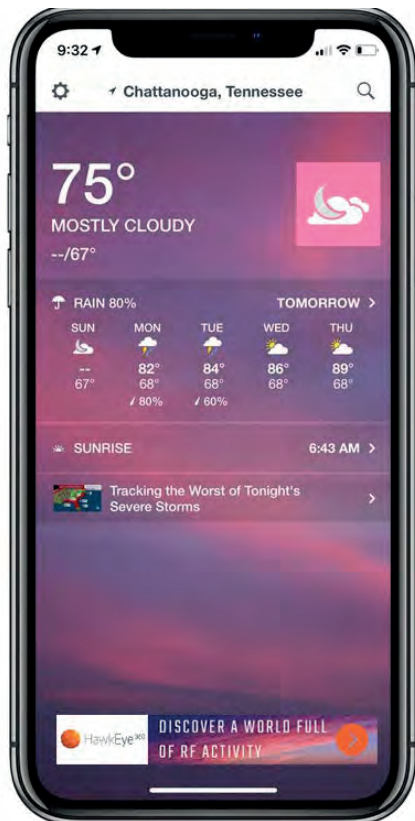 9:32
Chattanooga, Tennessee
75°
MOSTLY CLOUDY
--/67°
RAIN 80% TOMORROW >
SUN MON TUE WED THU
-- 82° 84° 86° 89°
67° 68° 68° 68° 68°
80% 60%
SUNRISE 6:43 AM >
Tracking the Worst of Tonight's
Severe Storms
HawkEye 360
DISCOVER A WORLD FULL
OF RF ACTIVITY